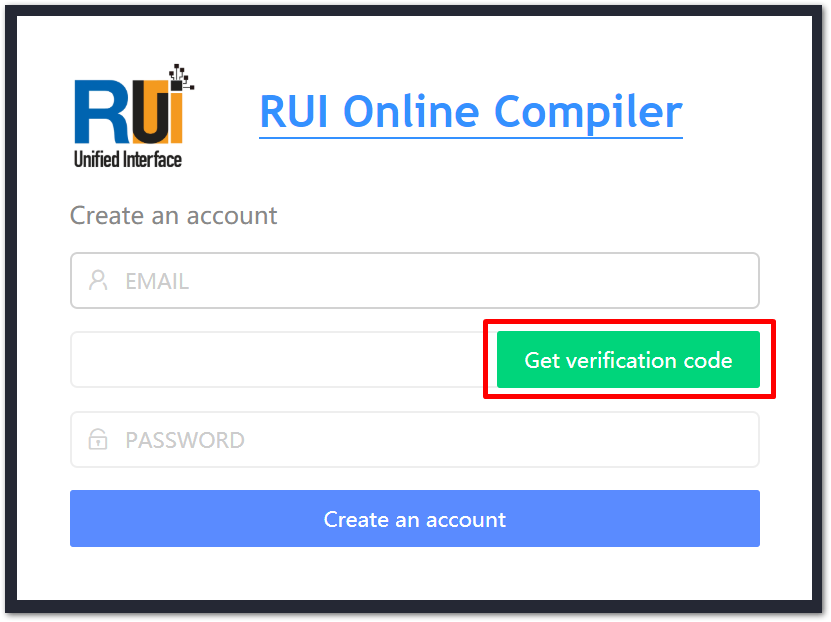 RUi
Unified Interface
RUI Online Compiler
Create an account
EMAIL
Get verification code
PASSWORD
Create an account